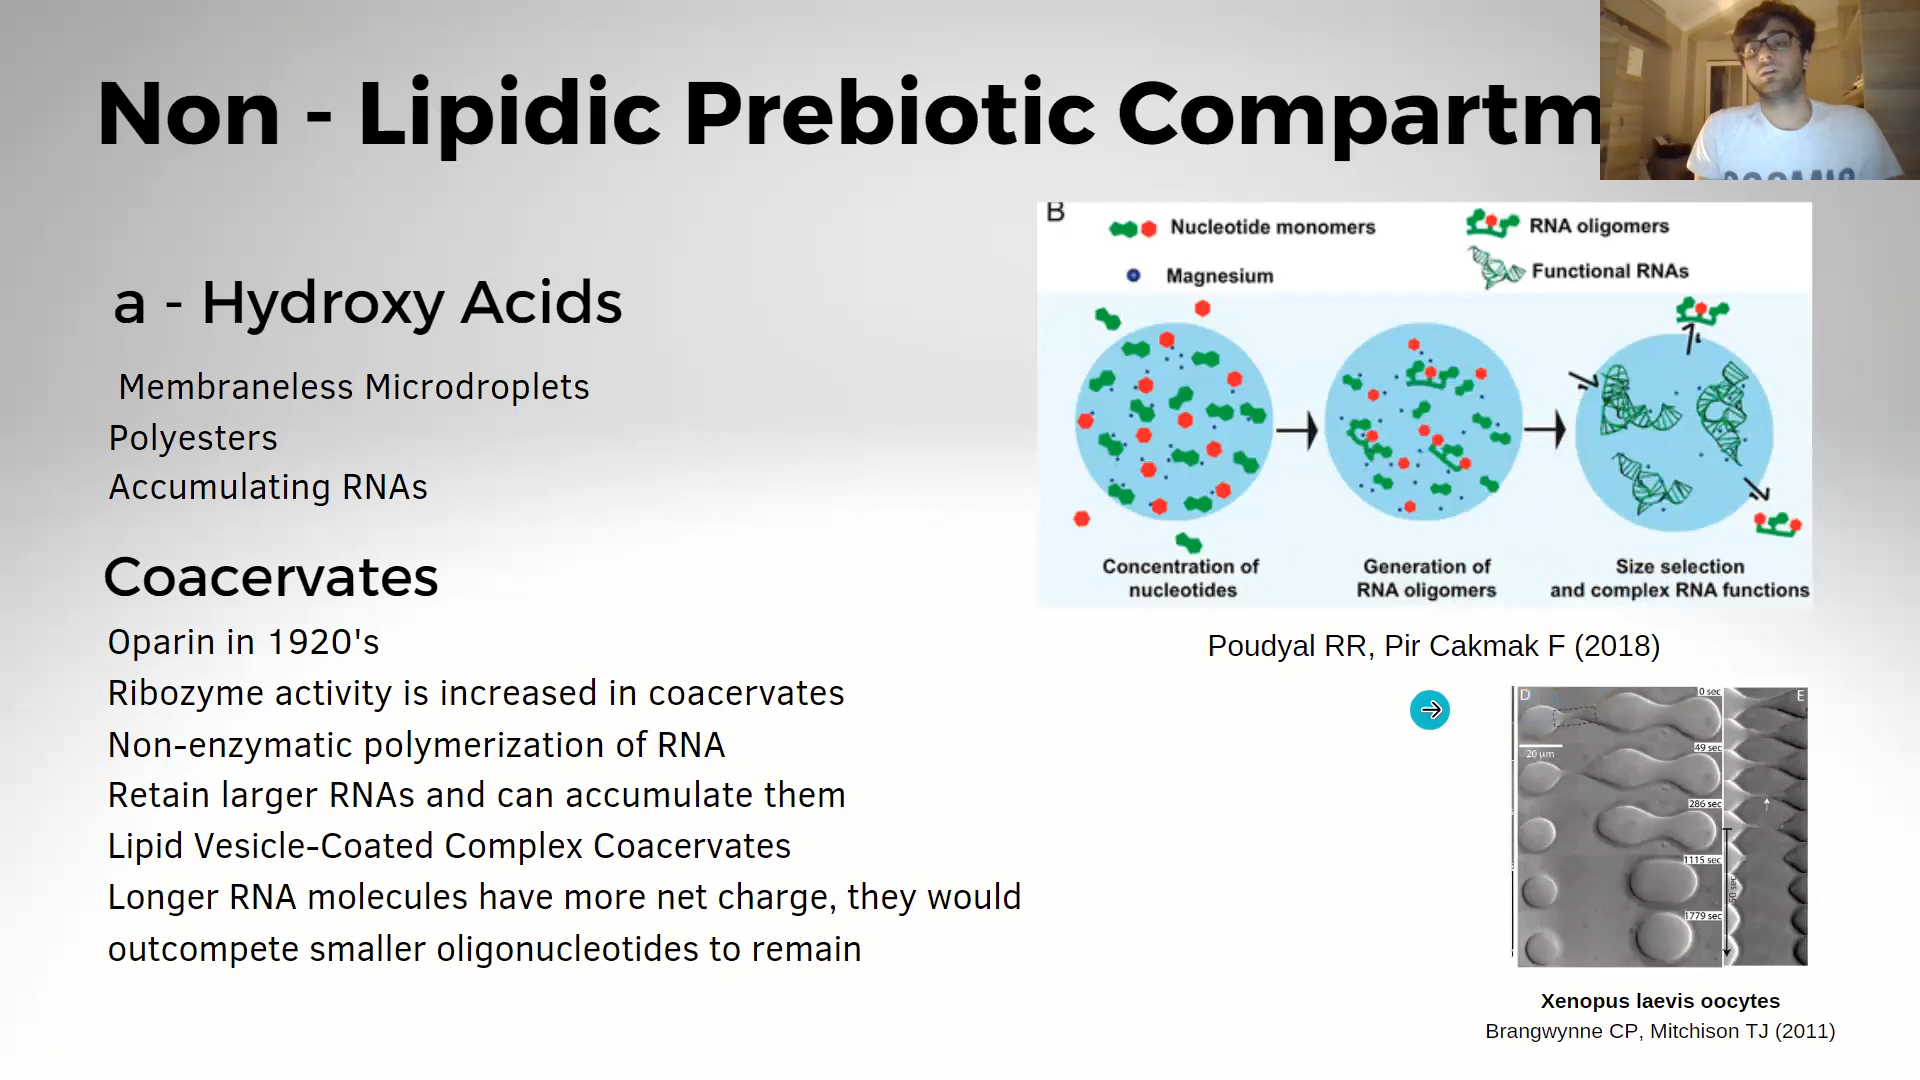 Non - Lipidic Prebiotic Compartm
a - Hydroxy Acids
Membraneless Microdroplets
Polyesters
Accumulating RNAs
Coacervates
Oparin in 1920's
Ribozyme activity is increased in coacervates
Non-enzymatic polymerization of RNA
Retain larger RNAs and can accumulate them
Lipid Vesicle-Coated Complex Coacervates
Longer RNA molecules have more net charge, they would
outcompete smaller oligonucleotides to remain
B
Nucleotide monomers
RNA oligomers
Magnesium
Functional RNAs
Concentration of
nucleotides
Generation of
RNA oligomers
Size selection
and complex RNA functions
Poudyal RR, Pir Cakmak F (2018)
D
0 sec
E
20 µm
49 sec
286 sec
1115 sec
1779 sec
Xenopus laevis oocytes
Brangwynne CP, Mitchison TJ (2011)